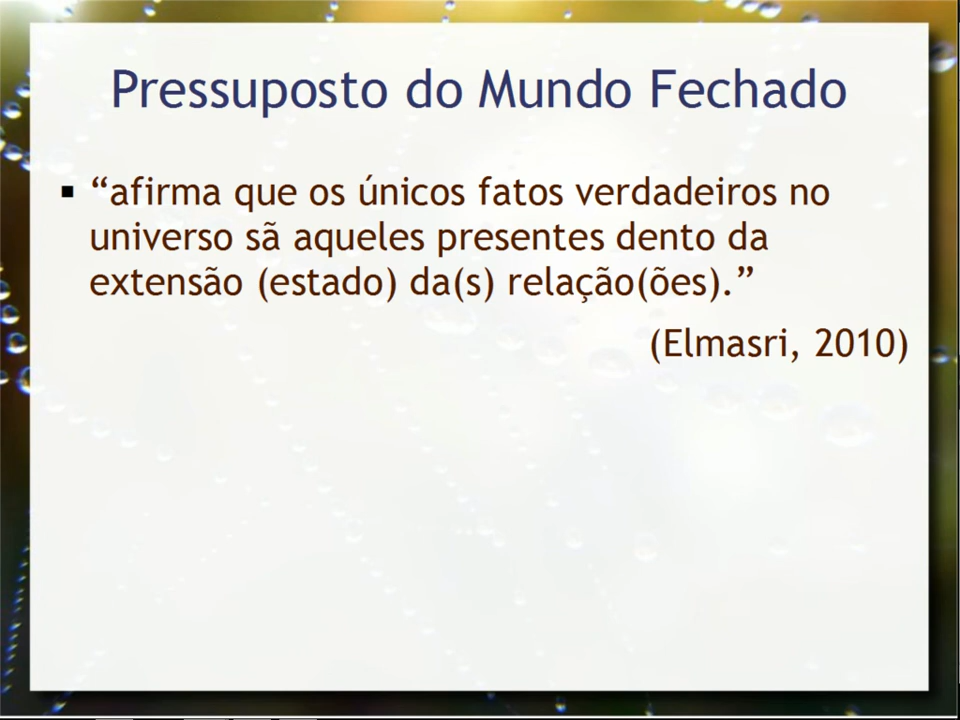 Pressuposto do Mundo Fechado
▪ “afirma que os únicos fatos verdadeiros no
universo sã aqueles presentes dento da
extensão (estado) da(s) relação(ões).”
(Elmasri, 2010)